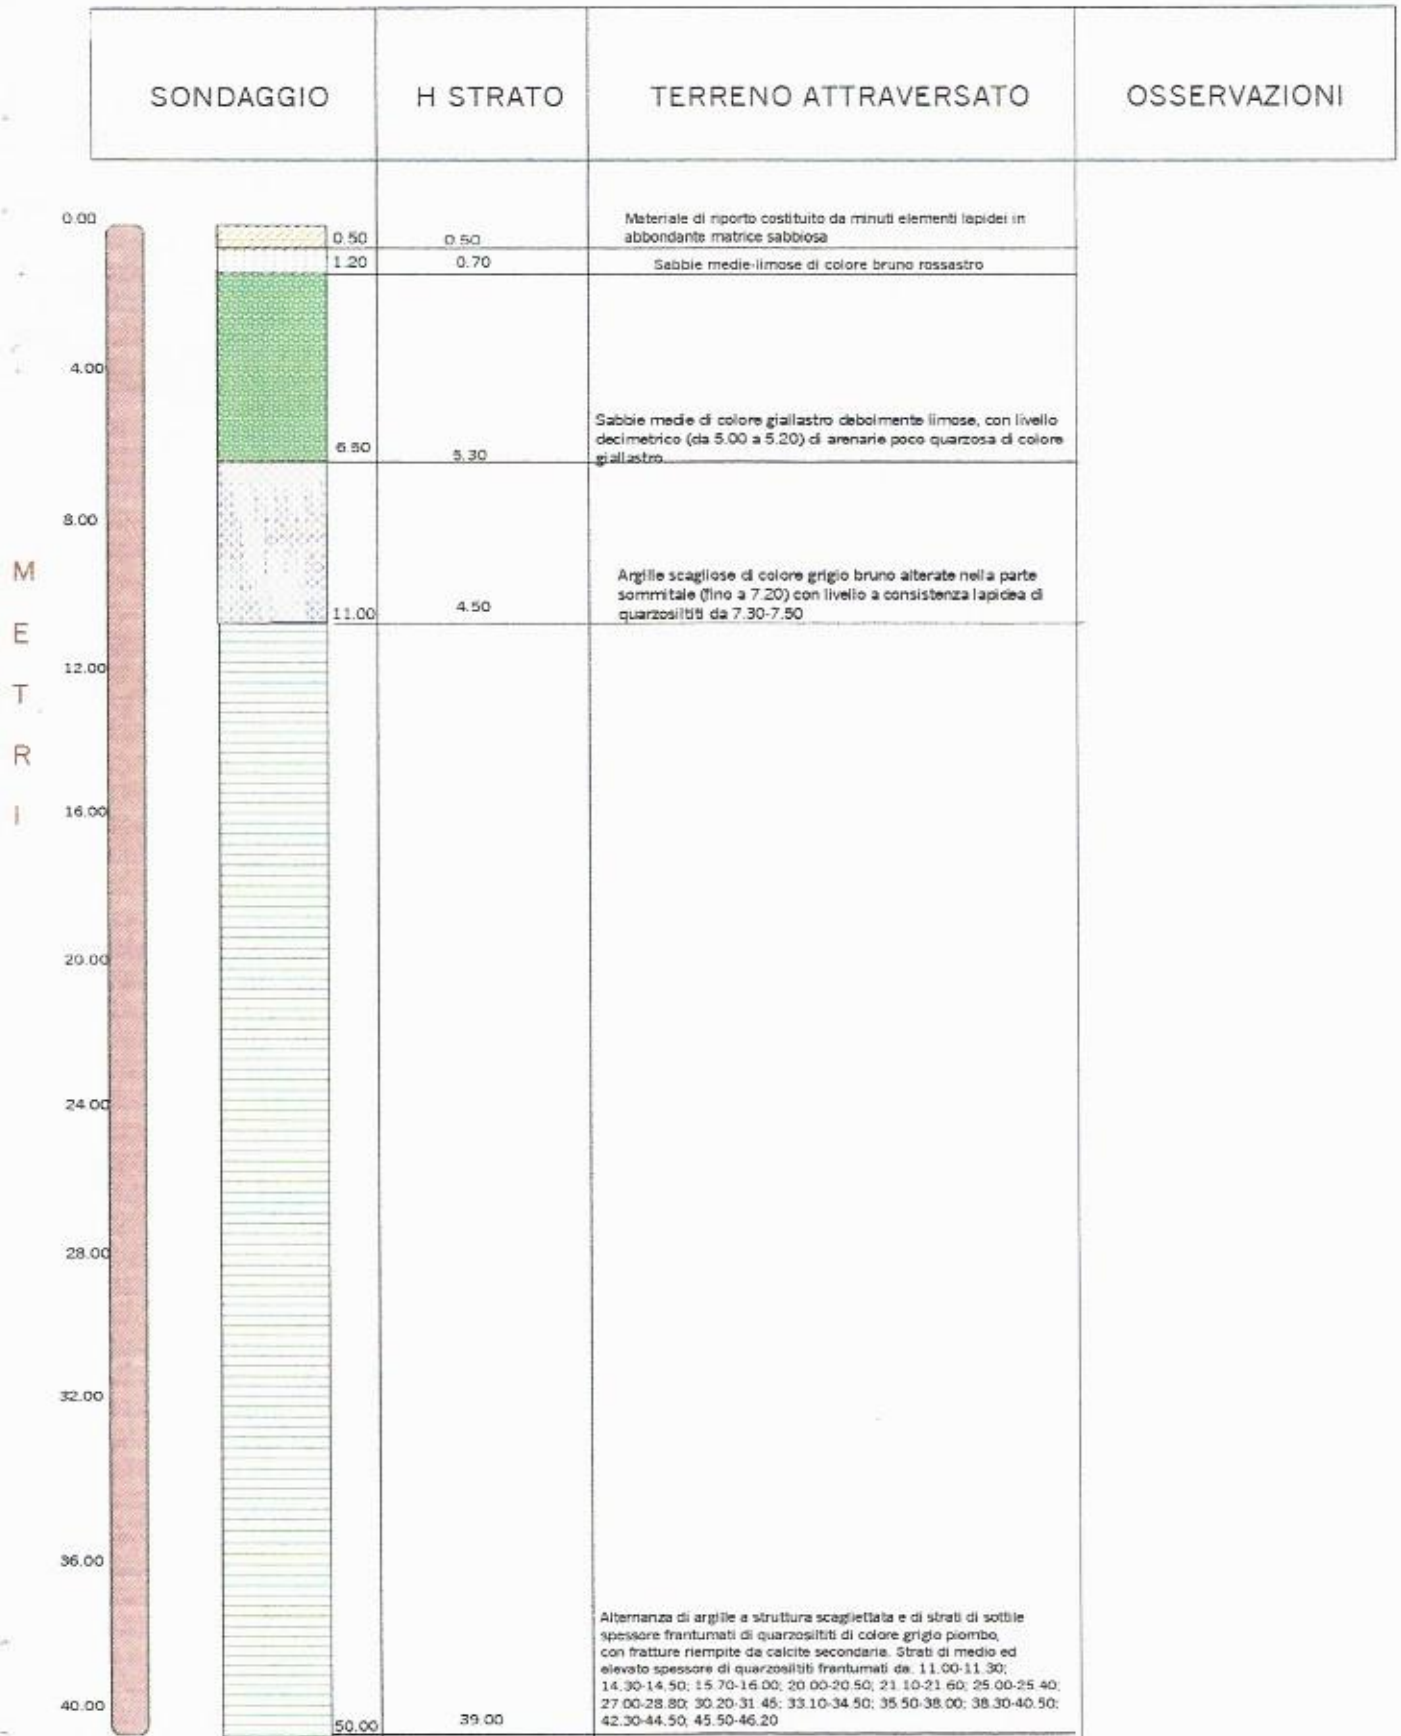 SONDAGGIO H STRATO TERRENO ATTRAVERSATO OSSERVAZIONI
0.00
Materiale di riporto costituito da minuti elementi lapidei in
abbondante matrice sabbiosa
0.50 0.50
1.20 0.70 Sabbie medie-limose di colore bruno rossastro
4.00
Sabbie medie di colore giallastro debolmente limose, con livello
decimetrico (da 5.00 a 5.20) di arenarie poco quarzosa di colore
giallastro
6.50 5.30
8.00
Argille scagliose di colore grigio bruno alterate nella parte
sommitale (fino a 7.20) con livello a consistenza lapidea di
quarzosiltiti da 7.30-7.50
11.00 4.50
METRI
12.00
16.00
20.00
24.00
28.00
32.00
36.00
Alternanza di argille a struttura scagliettata e di strati di sottile
spessore frantumati di quarzosiltiti di colore grigio piombo,
con fratture riempite da calcite secondaria. Strati di medio ed
elevato spessore di quarzosiltiti frantumati da: 11.00-11.30;
14.30-14.50; 15.70-16.00; 20.00-20.50; 21.10-21.60; 25.00-25.40;
27.00-28.80; 30.20-31.45; 33.10-34.50; 35.50-38.00; 38.30-40.50;
42.30-44.50; 45.50-46.20
40.00
50.00 39.00